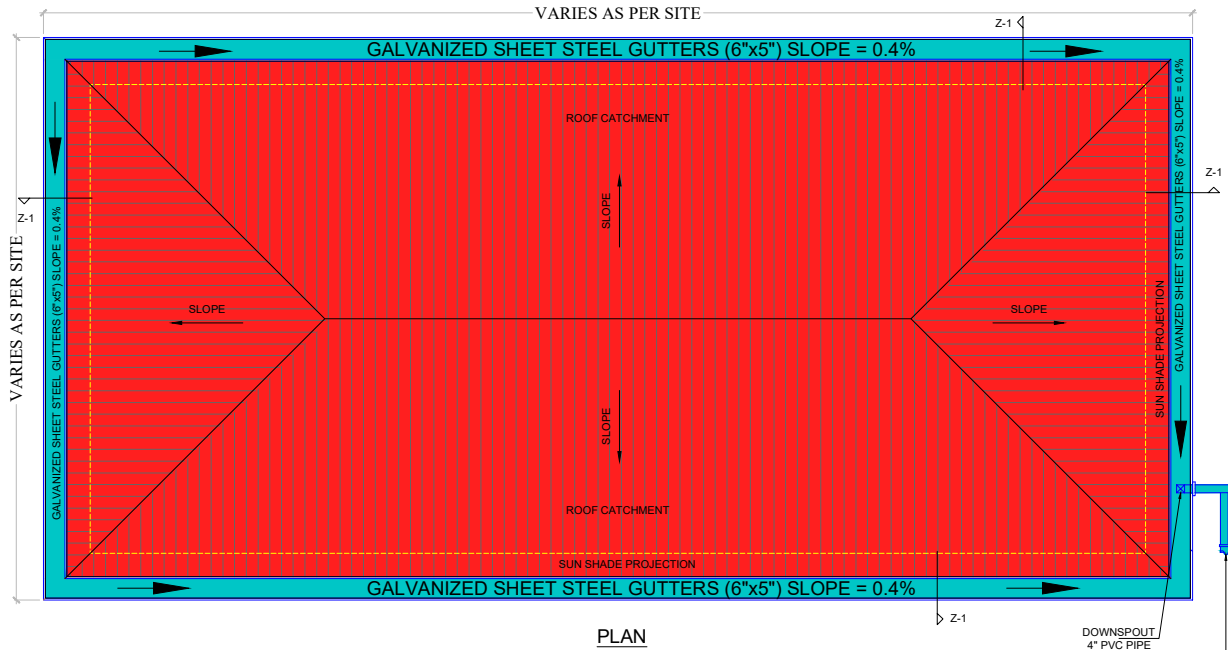 VARIES AS PER SITE
Z-1
GALVANIZED SHEET STEEL GUTTERS (6"x5") SLOPE = 0.4%
ROOF CATCHMENT
SLOPE
Z-1
Z-1
VARIES AS PER SITE
GALVANIZED SHEET STEEL GUTTERS (6"x5") SLOPE = 0.4%
GALVANIZED SHEET STEEL GUTTERS (6"x5") SLOPE = 0.4%
SLOPE
SLOPE
SUN SHADE PROJECTION
SLOPE
ROOF CATCHMENT
SUN SHADE PROJECTION
GALVANIZED SHEET STEEL GUTTERS (6"x5") SLOPE = 0.4%
Z-1
PLAN
DOWNSPOUT
4" PVC PIPE